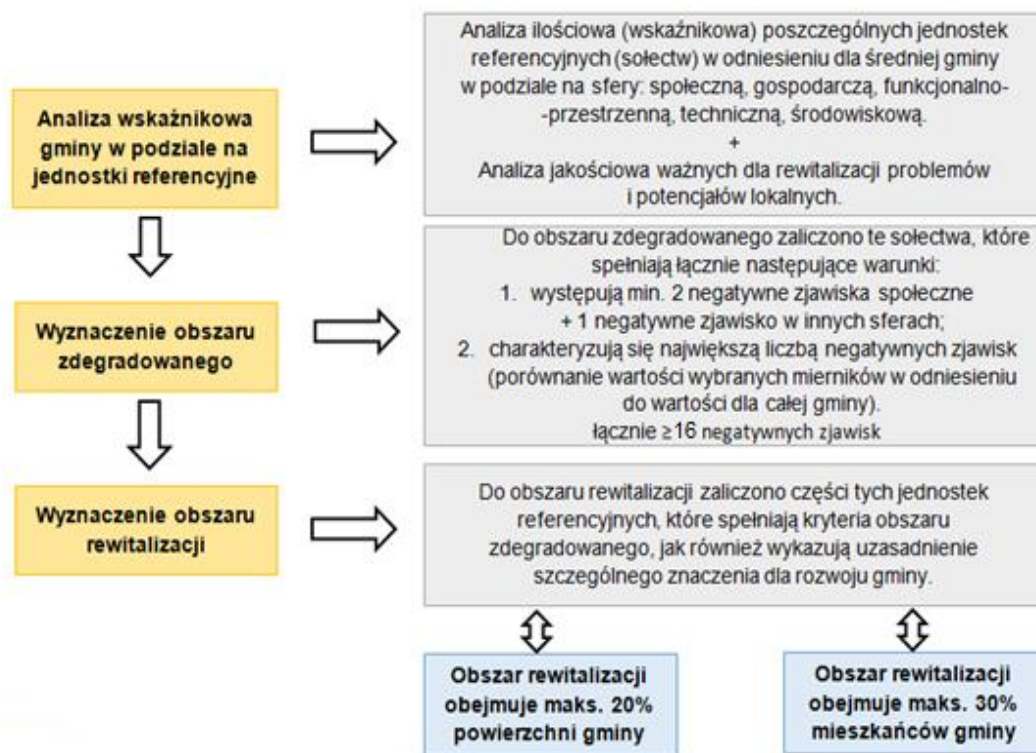 Analiza wskaźnikowa
gminy w podziale na
jednostki referencyjne
Analiza ilościowa (wskaźnikowa) poszczególnych jednostek
referencyjnych (sołectw) w odniesieniu dla średniej gminy
w podziale na sfery: społeczną, gospodarczą, funkcjonalno-
-przestrzenną, techniczną, środowiskową.
+
Analiza jakościowa ważnych dla rewitalizacji problemów
i potencjałów lokalnych.
Wyznaczenie obszaru
zdegradowanego
Do obszaru zdegradowanego zaliczono te sołectwa, które
spełniają łącznie następujące warunki:
1. występują min. 2 negatywne zjawiska społeczne
+ 1 negatywne zjawisko w innych sferach;
2. charakteryzują się największą liczbą negatywnych zjawisk
(porównanie wartości wybranych mierników w odniesieniu
do wartości dla całej gminy).
łącznie ≥16 negatywnych zjawisk
Wyznaczenie obszaru
rewitalizacji
Do obszaru rewitalizacji zaliczono części tych jednostek
referencyjnych, które spełniają kryteria obszaru
zdegradowanego, jak również wykazują uzasadnienie
szczególnego znaczenia dla rozwoju gminy.
Obszar rewitalizacji
obejmuje maks. 20%
powierzchni gminy
Obszar rewitalizacji
obejmuje maks. 30%
mieszkańców gminy